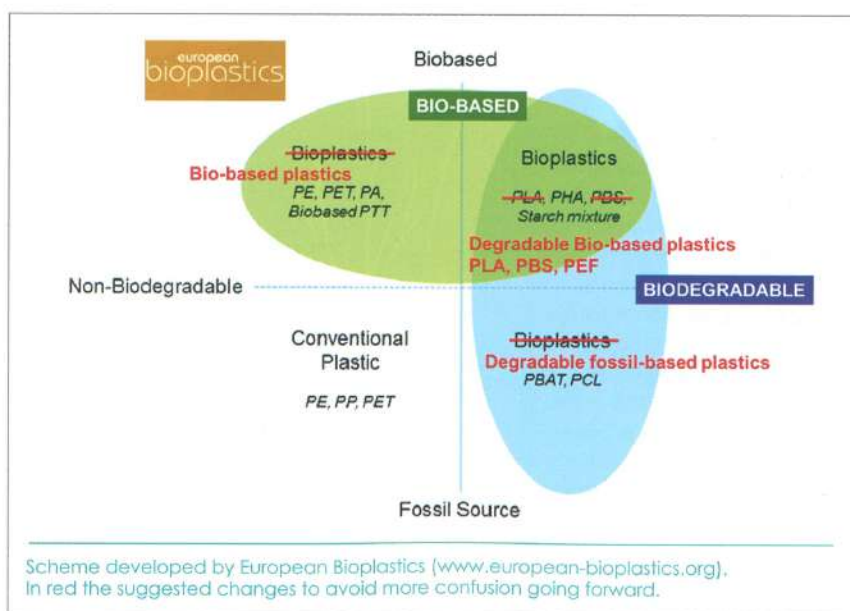 european
bioplastics
Biobased
BIO-BASED
Bioplastics
Bio-based plastics
PE, PET, PA,
Biobased PTT
Bioplastics
PLA, PHA, PBS,
Starch mixture
Degradable Bio-based plastics
PLA, PBS, PEF
Non-Biodegradable
BIODEGRADABLE
Conventional
Plastic
PE, PP, PET
Bioplastics
Degradable fossil-based plastics
PBAT, PCL
Fossil Source
Scheme developed by European Bioplastics (www.european-bioplastics.org),
In red the suggested changes to avoid more confusion going forward.